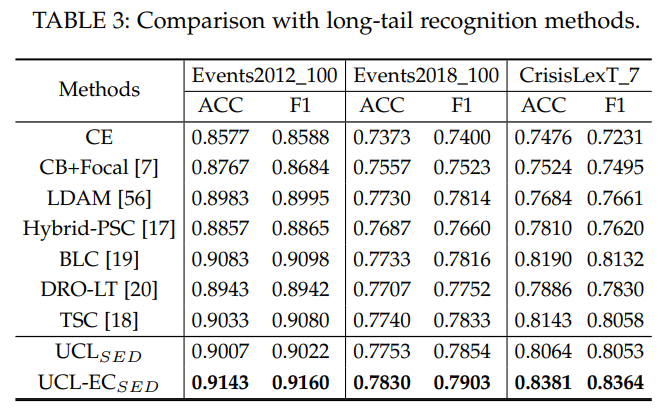 TABLE 3: Comparison with long-tail recognition methods.
Methods Events2012_100 Events2018_100 CrisisLexT_7
ACC F1 ACC F1 ACC F1
CE 0.8577 0.8588 0.7373 0.7400 0.7476 0.7231
CB+Focal [7] 0.8767 0.8684 0.7557 0.7523 0.7524 0.7495
LDAM [56] 0.8983 0.8995 0.7730 0.7814 0.7684 0.7661
Hybrid-PSC [17] 0.8857 0.8865 0.7687 0.7660 0.7810 0.7620
BLC [19] 0.9083 0.9098 0.7733 0.7816 0.8190 0.8132
DRO-LT [20] 0.8943 0.8942 0.7707 0.7752 0.7886 0.7830
TSC [18] 0.9033 0.9080 0.7740 0.7833 0.8143 0.8058
UCL_SED 0.9007 0.9022 0.7753 0.7854 0.8064 0.8053
UCL-EC_SED 0.9143 0.9160 0.7830 0.7903 0.8381 0.8364